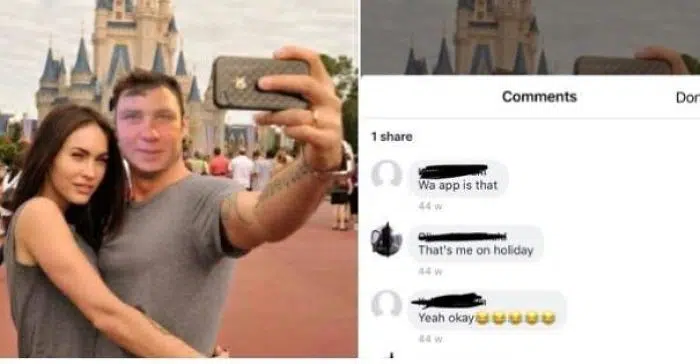 Comments
Don
1 share
Wa app is that
44 w
That's me on holiday
44 w
Yeah okay😂😂😂😂😂
44 w